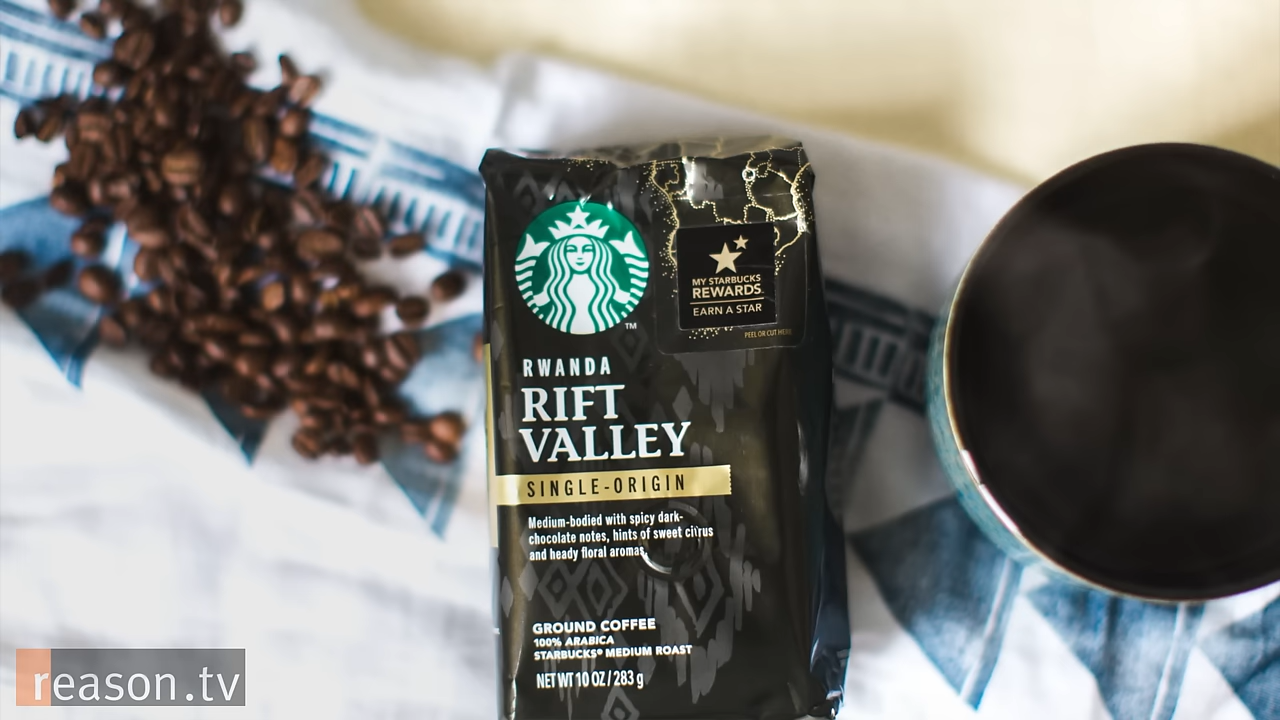 MY STARBUCKS
REWARDS
EARN A STAR
PEEL OR CUT HERE
TM
RWANDA
RIFT
VALLEY
SINGLE-ORIGIN
Medium-bodied with spicy dark-
chocolate notes, hints of sweet citrus
and heady floral aromas.
GROUND COFFEE
100% ARABICA
STARBUCKS® MEDIUM ROAST
NET WT 10 OZ / 283 g
reason.tv